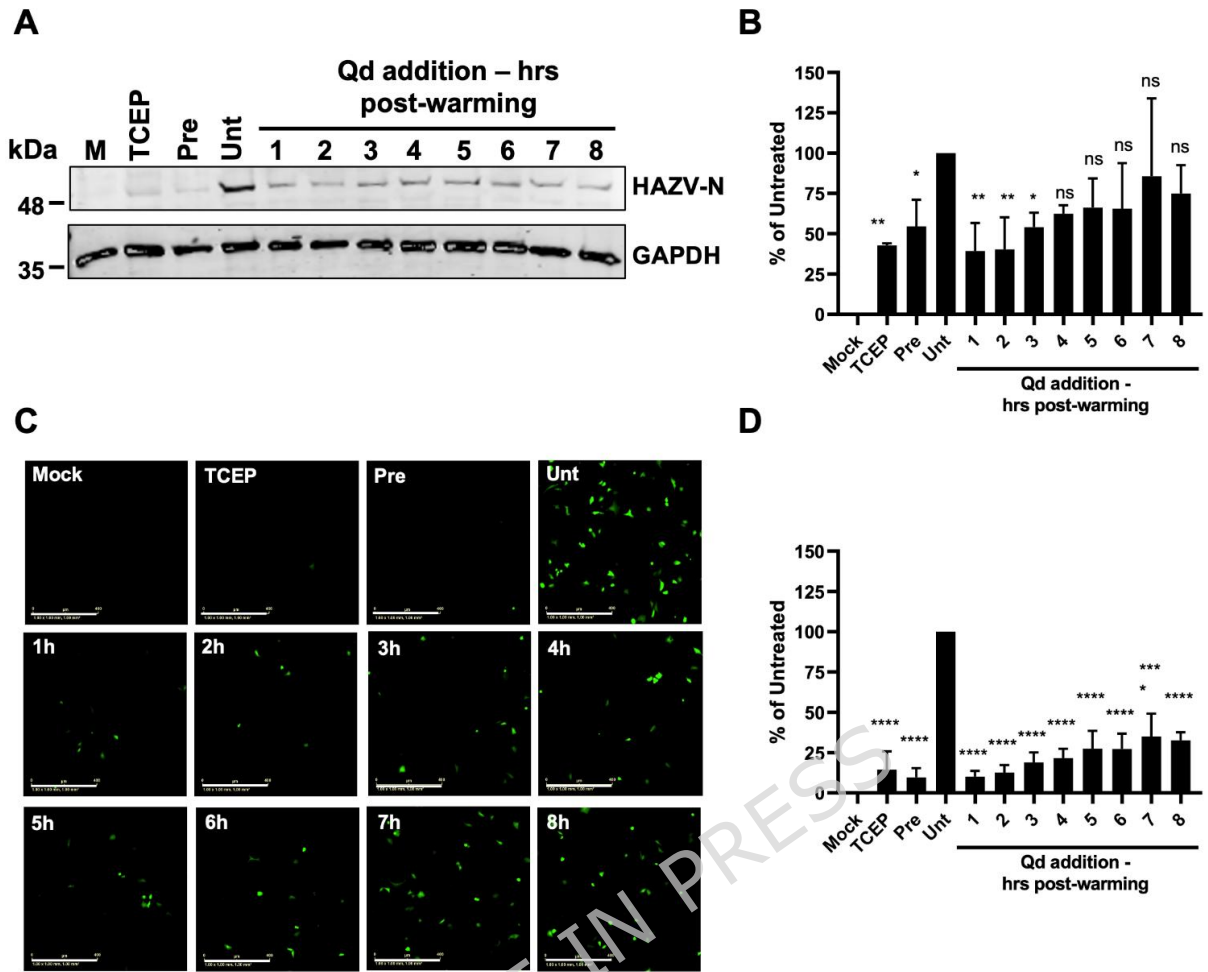 A
Qd addition – hrs
post-warming
kDa M TCEP Pre Unt 1 2 3 4 5 6 7 8
HAZV-N
48
GAPDH
35
B
% of Untreated
150
100
75
50
25
0
** * ** ** * ns ns ns ns ns
Mock TCEP Pre Unt 1 2 3 4 5 6 7 8
Qd addition -
hrs post-warming
C
Mock TCEP Pre Unt
1h 2h 3h 4h
5h 6h 7h 8h
D
% of Untreated
150
125
100
75
50
25
0
**** **** **** **** **** **** **** **** *** ****
*
Mock TCEP Pre Unt 1 2 3 4 5 6 7 8
Qd addition -
hrs post-warming
IN PRESS